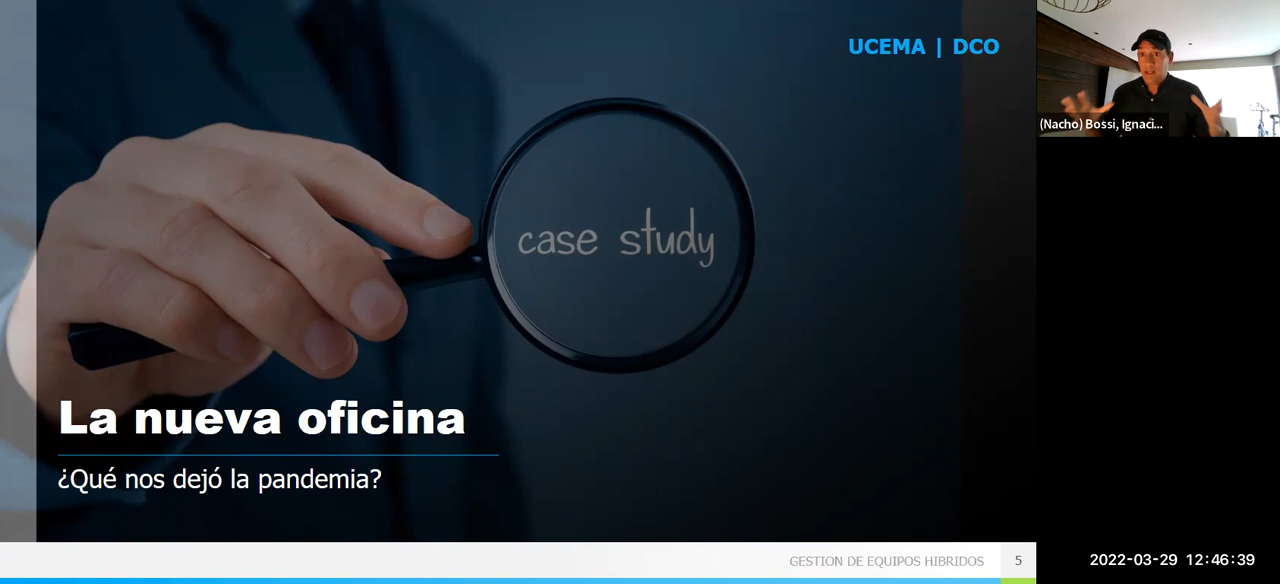 UCEMA | DCO
(Nacho) Bossi, Ignaci...
case study
La nueva oficina
¿Qué nos dejó la pandemia?
GESTION DE EQUIPOS HIBRIDOS 5
2022-03-29 12:46:39